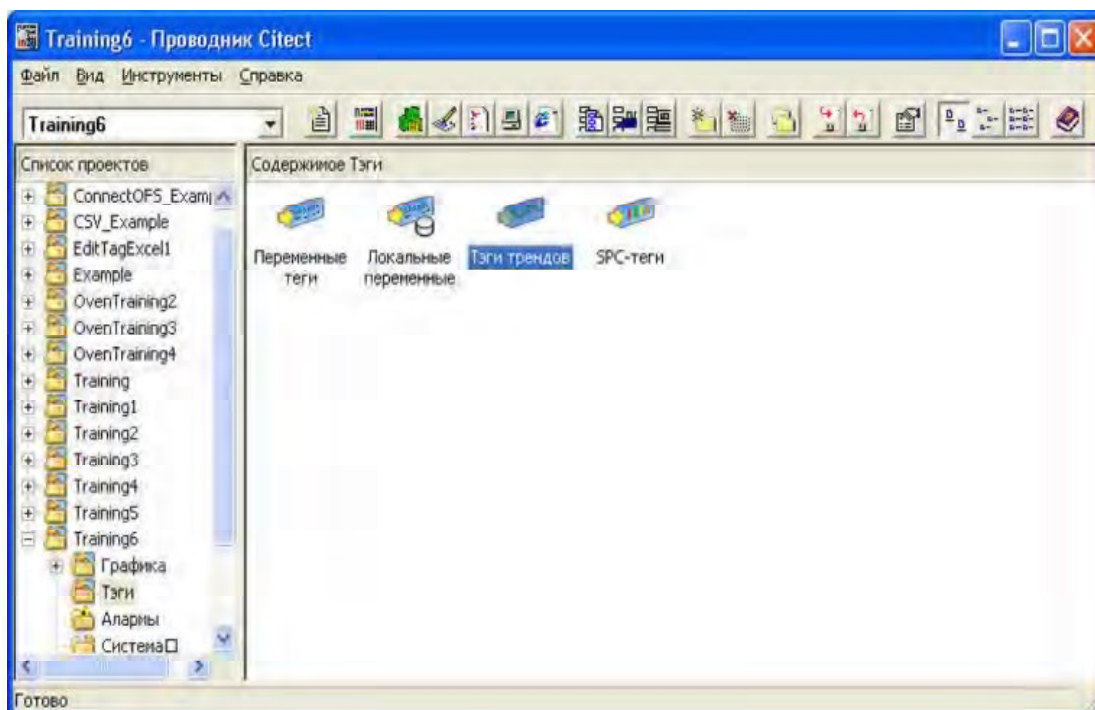 Training6 - Проводник Citect
Файл Вид Инструменты Справка
Training6
Список проектов
Содержимое Тэги
ConnectOFS_Exam
CSV_Example
EditTagExcel1
Example
OvenTraining2
OvenTraining3
OvenTraining4
Training
Training1
Training2
Training3
Training4
Training5
Training6
Графика
Тэги
Алармы
Система
Переменные
теги
Локальные
переменные
Тэги трендов
SPC-теги
Готово